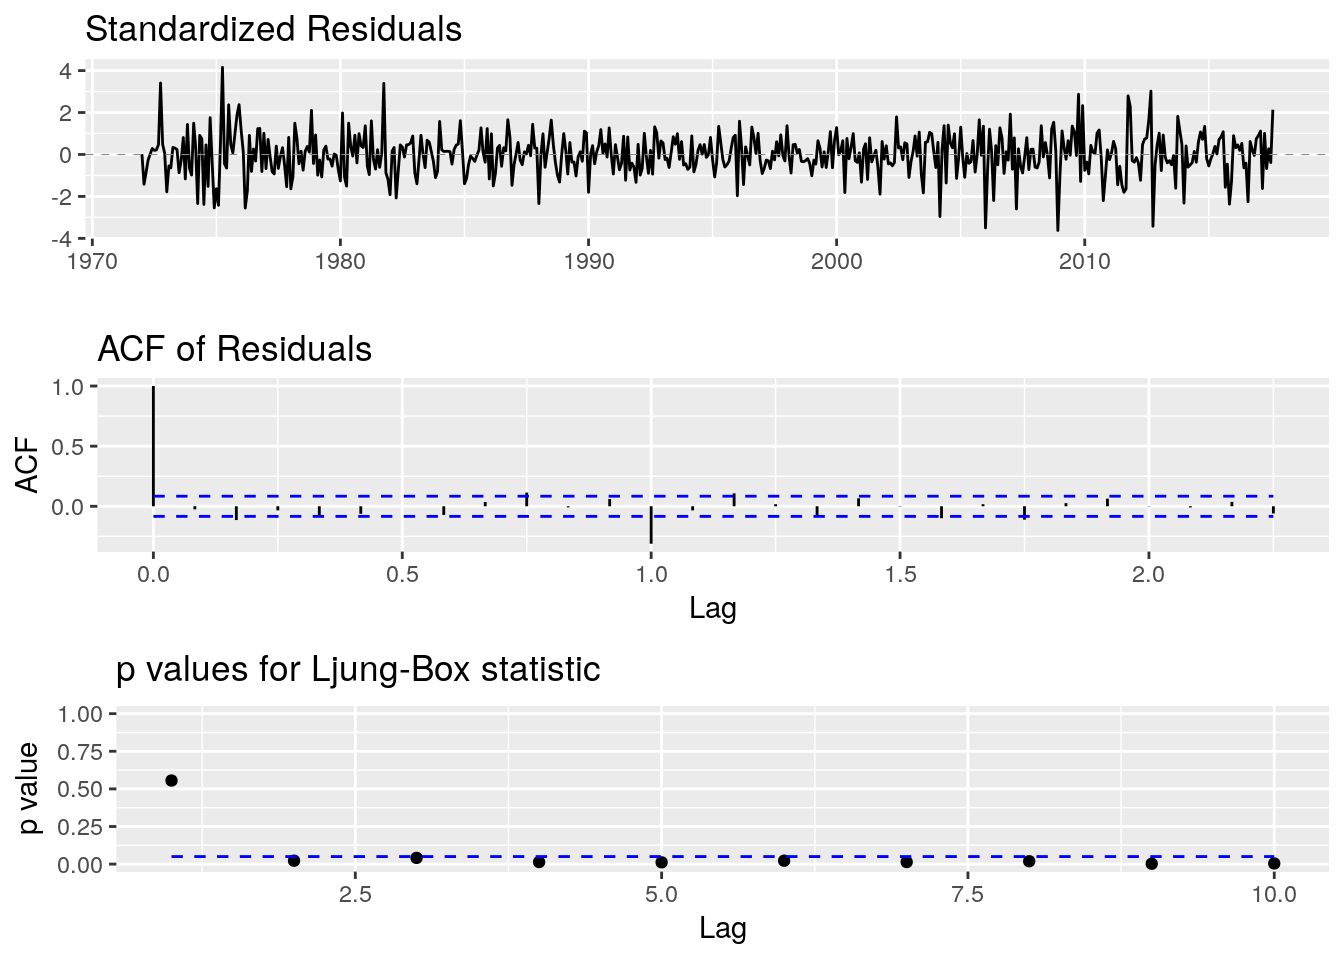 Standardized Residuals
4
2
0
-2
-4
1970 1980 1990 2000 2010
ACF of Residuals
1.0
0.5
0.0
ACF
0.0 0.5 1.0 1.5 2.0
Lag
p values for Ljung-Box statistic
1.00
0.75
0.50
0.25
0.00
p value
2.5 5.0 7.5 10.0
Lag